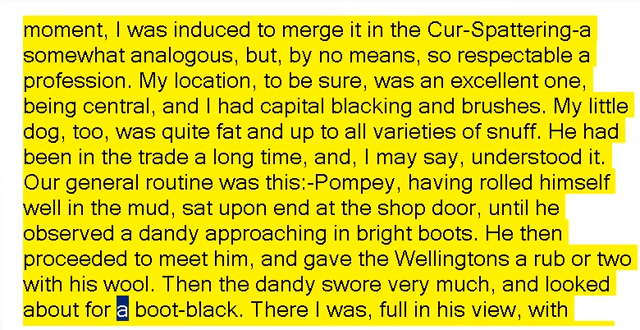 moment, I was induced to merge it in the Cur-Spattering-a
somewhat analogous, but, by no means, so respectable a
profession. My location, to be sure, was an excellent one,
being central, and I had capital blacking and brushes. My little
dog, too, was quite fat and up to all varieties of snuff. He had
been in the trade a long time, and, I may say, understood it.
Our general routine was this:-Pompey, having rolled himself
well in the mud, sat upon end at the shop door, until he
observed a dandy approaching in bright boots. He then
proceeded to meet him, and gave the Wellingtons a rub or two
with his wool. Then the dandy swore very much, and looked
about for a boot-black. There I was, full in his view, with